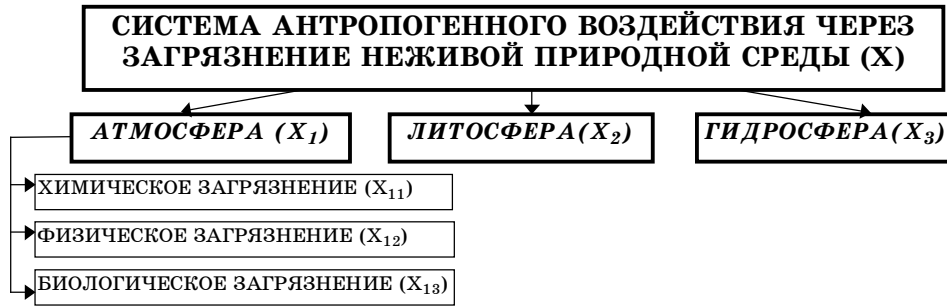 СИСТЕМА АНТРОПОГЕННОГО ВОЗДЕЙСТВИЯ ЧЕРЕЗ
ЗАГРЯЗНЕНИЕ НЕЖИВОЙ ПРИРОДНОЙ СРЕДЫ (X)
АТМОСФЕРА (X₁) ЛИТОСФЕРА(X₂) ГИДРОСФЕРА(X₃)
ХИМИЧЕСКОЕ ЗАГРЯЗНЕНИЕ (X₁₁)
ФИЗИЧЕСКОЕ ЗАГРЯЗНЕНИЕ (X₁₂)
БИОЛОГИЧЕСКОЕ ЗАГРЯЗНЕНИЕ (X₁₃)